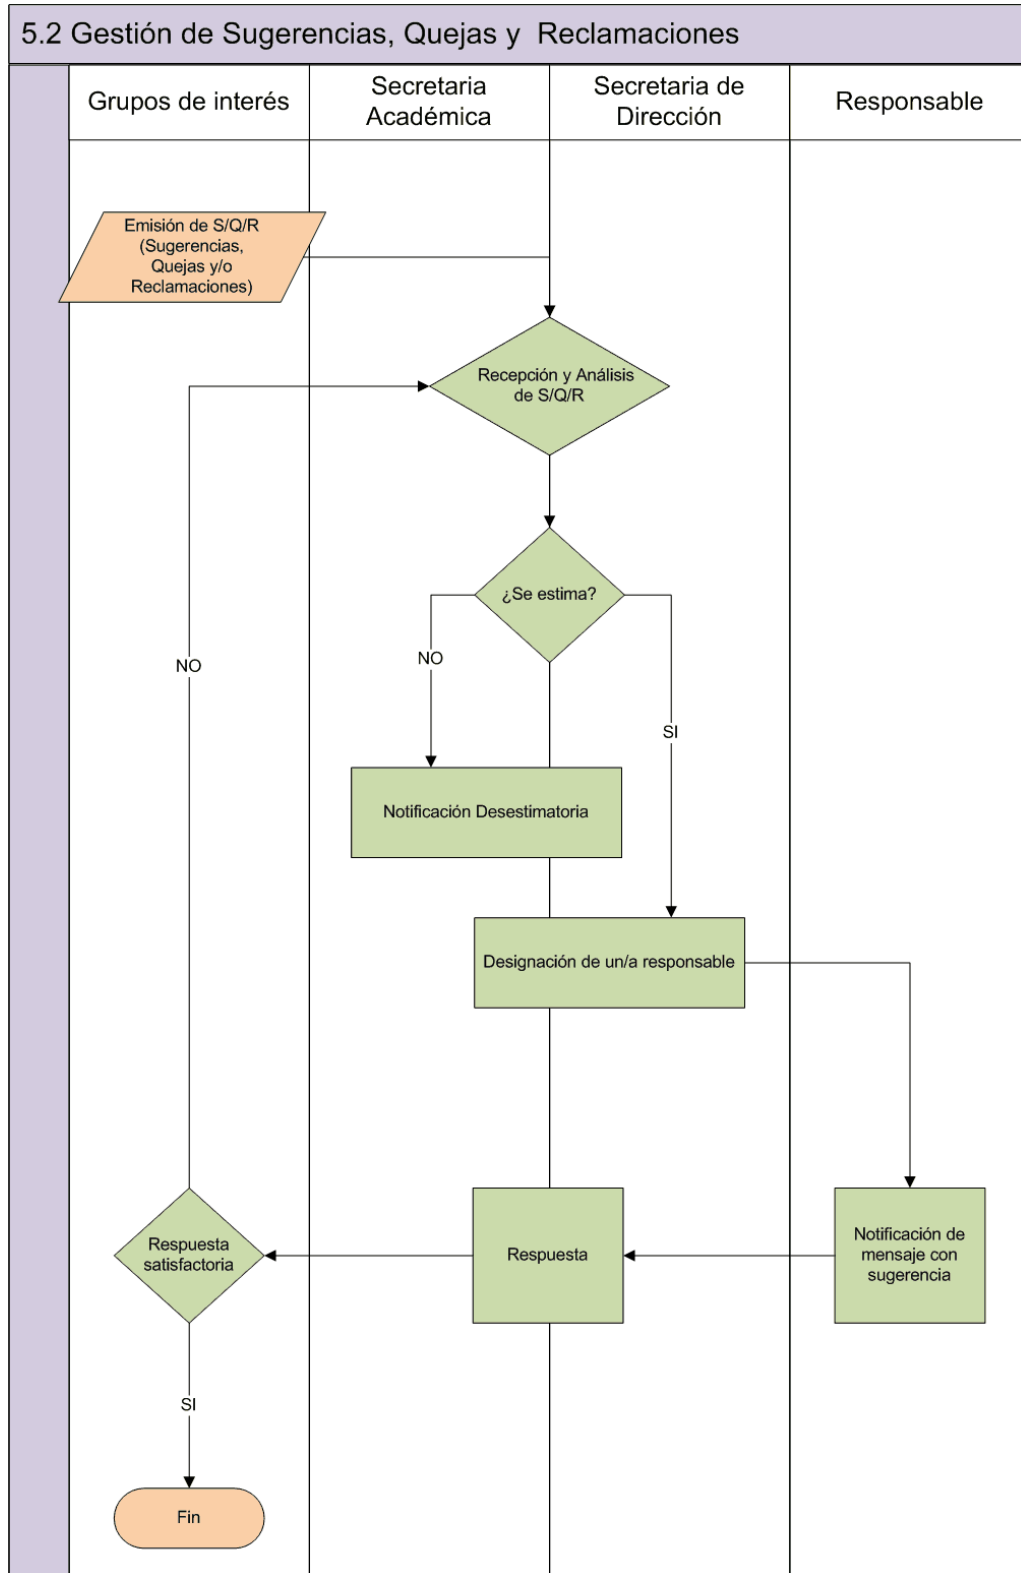 5.2 Gestión de Sugerencias, Quejas y Reclamaciones
Grupos de interés
Secretaria
Académica
Secretaria de
Dirección
Responsable
Emisión de S/Q/R
(Sugerencias,
Quejas y/o
Reclamaciones)
Recepción y Análisis
de S/Q/R
¿Se estima?
NO
NO
SI
Notificación Desestimatoria
Designación de un/a responsable
Respuesta
satisfactoria
Respuesta
Notificación de
mensaje con
sugerencia
SI
Fin